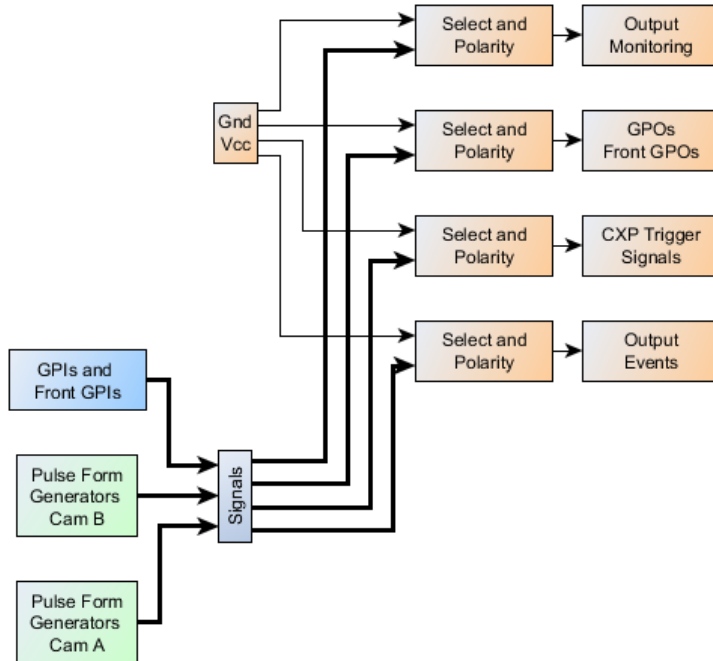 Select and
Polarity
Output
Monitoring
Gnd
Vcc
Select and
Polarity
GPOs
Front GPOs
Select and
Polarity
CXP Trigger
Signals
Select and
Polarity
Output
Events
GPIs and
Front GPIs
Signals
Pulse Form
Generators
Cam B
Pulse Form
Generators
Cam A